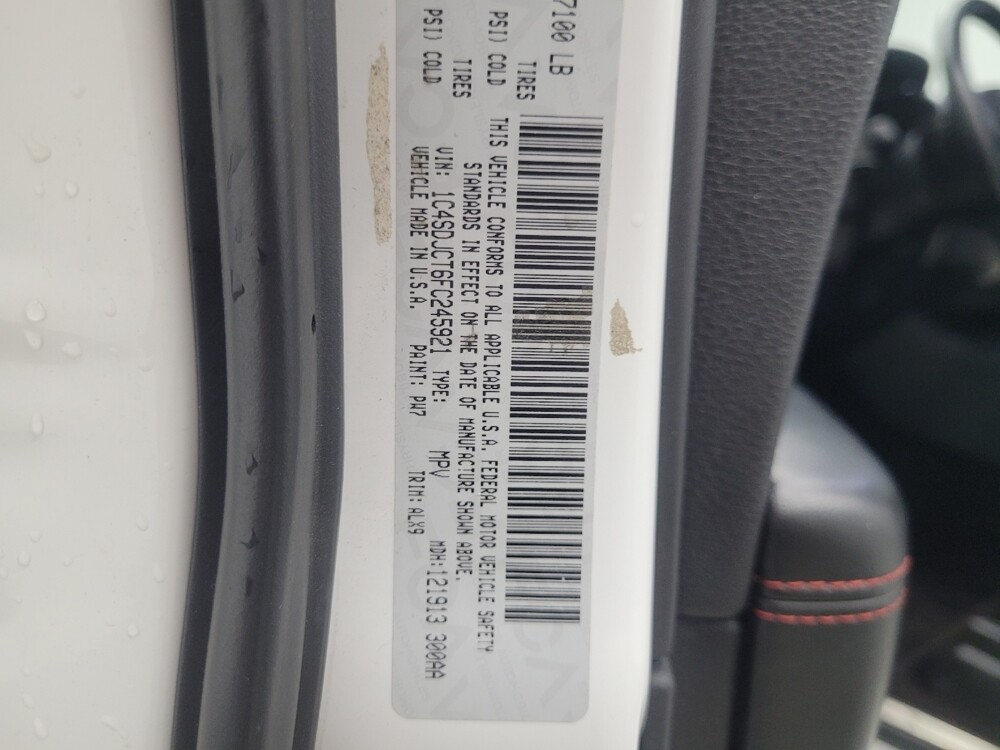 7100 LB
TIRES
PSI) COLD
TIRES
PSI) COLD
THIS VEHICLE CONFORMS TO ALL APPLICABLE U.S.A. FEDERAL MOTOR VEHICLE SAFETY
STANDARDS IN EFFECT ON THE DATE OF MANUFACTURE SHOWN ABOVE.
VIN: 1C4SDJCT6FC245921 TYPE: MPV MDH:121913 300AA
VEHICLE MADE IN U.S.A. PAINT: PW7 TRIM: ALX9